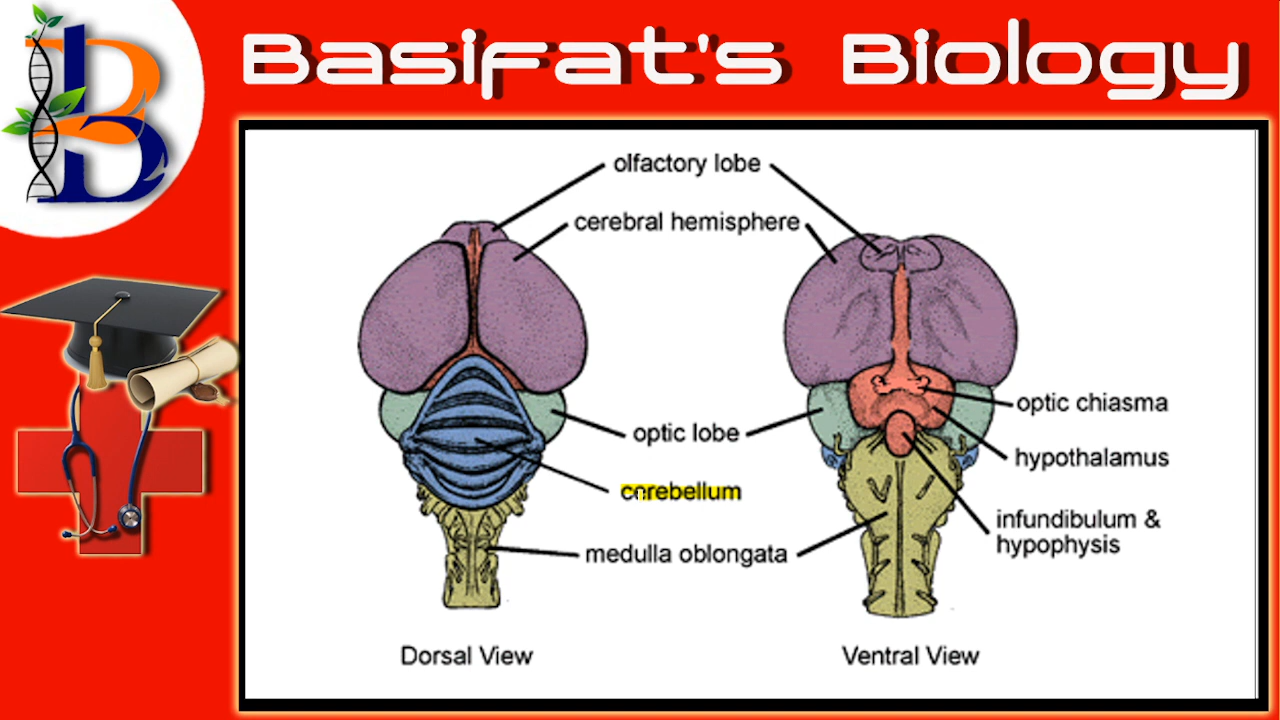 B
Basifat's Biology
olfactory lobe
cerebral hemisphere
optic lobe
cerebellum
medulla oblongata
optic chiasma
hypothalamus
infundibulum &
hypophysis
Dorsal View
Ventral View